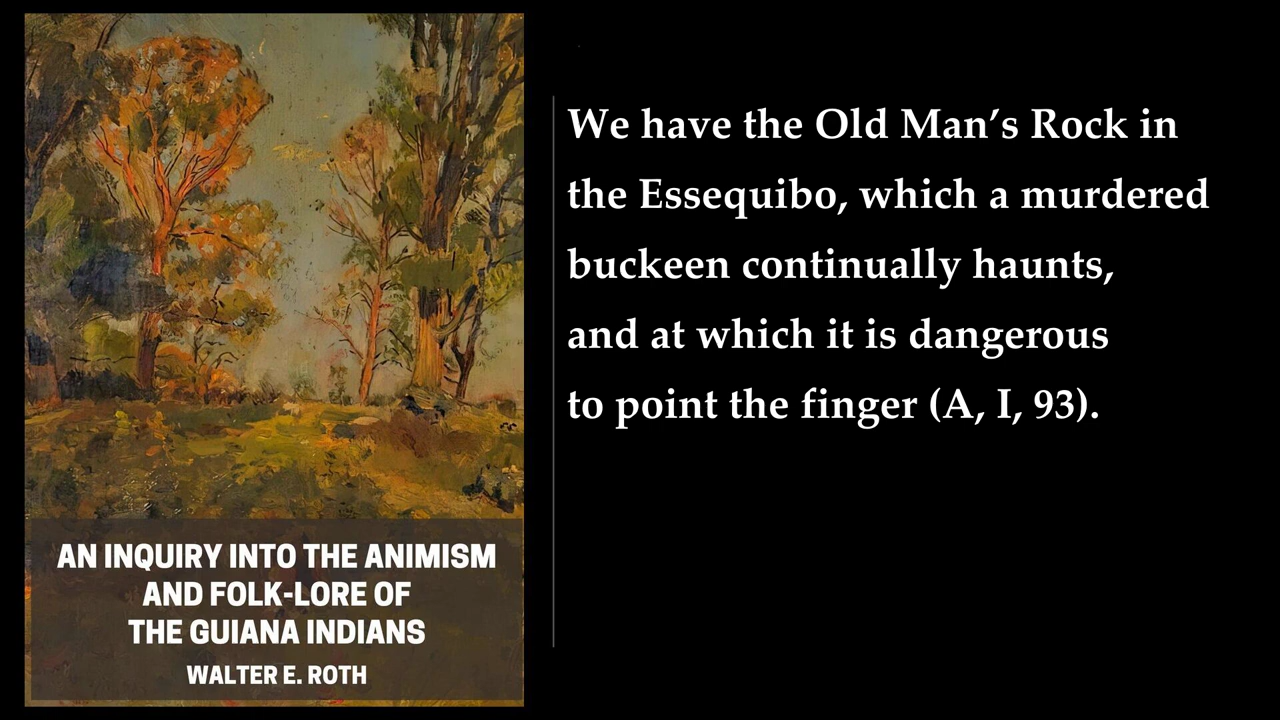 We have the Old Man’s Rock in
the Essequibo, which a murdered
buckeen continually haunts,
and at which it is dangerous
to point the finger (A, I, 93).
AN INQUIRY INTO THE ANIMISM
AND FOLK-LORE OF
THE GUIANA INDIANS
WALTER E. ROTH